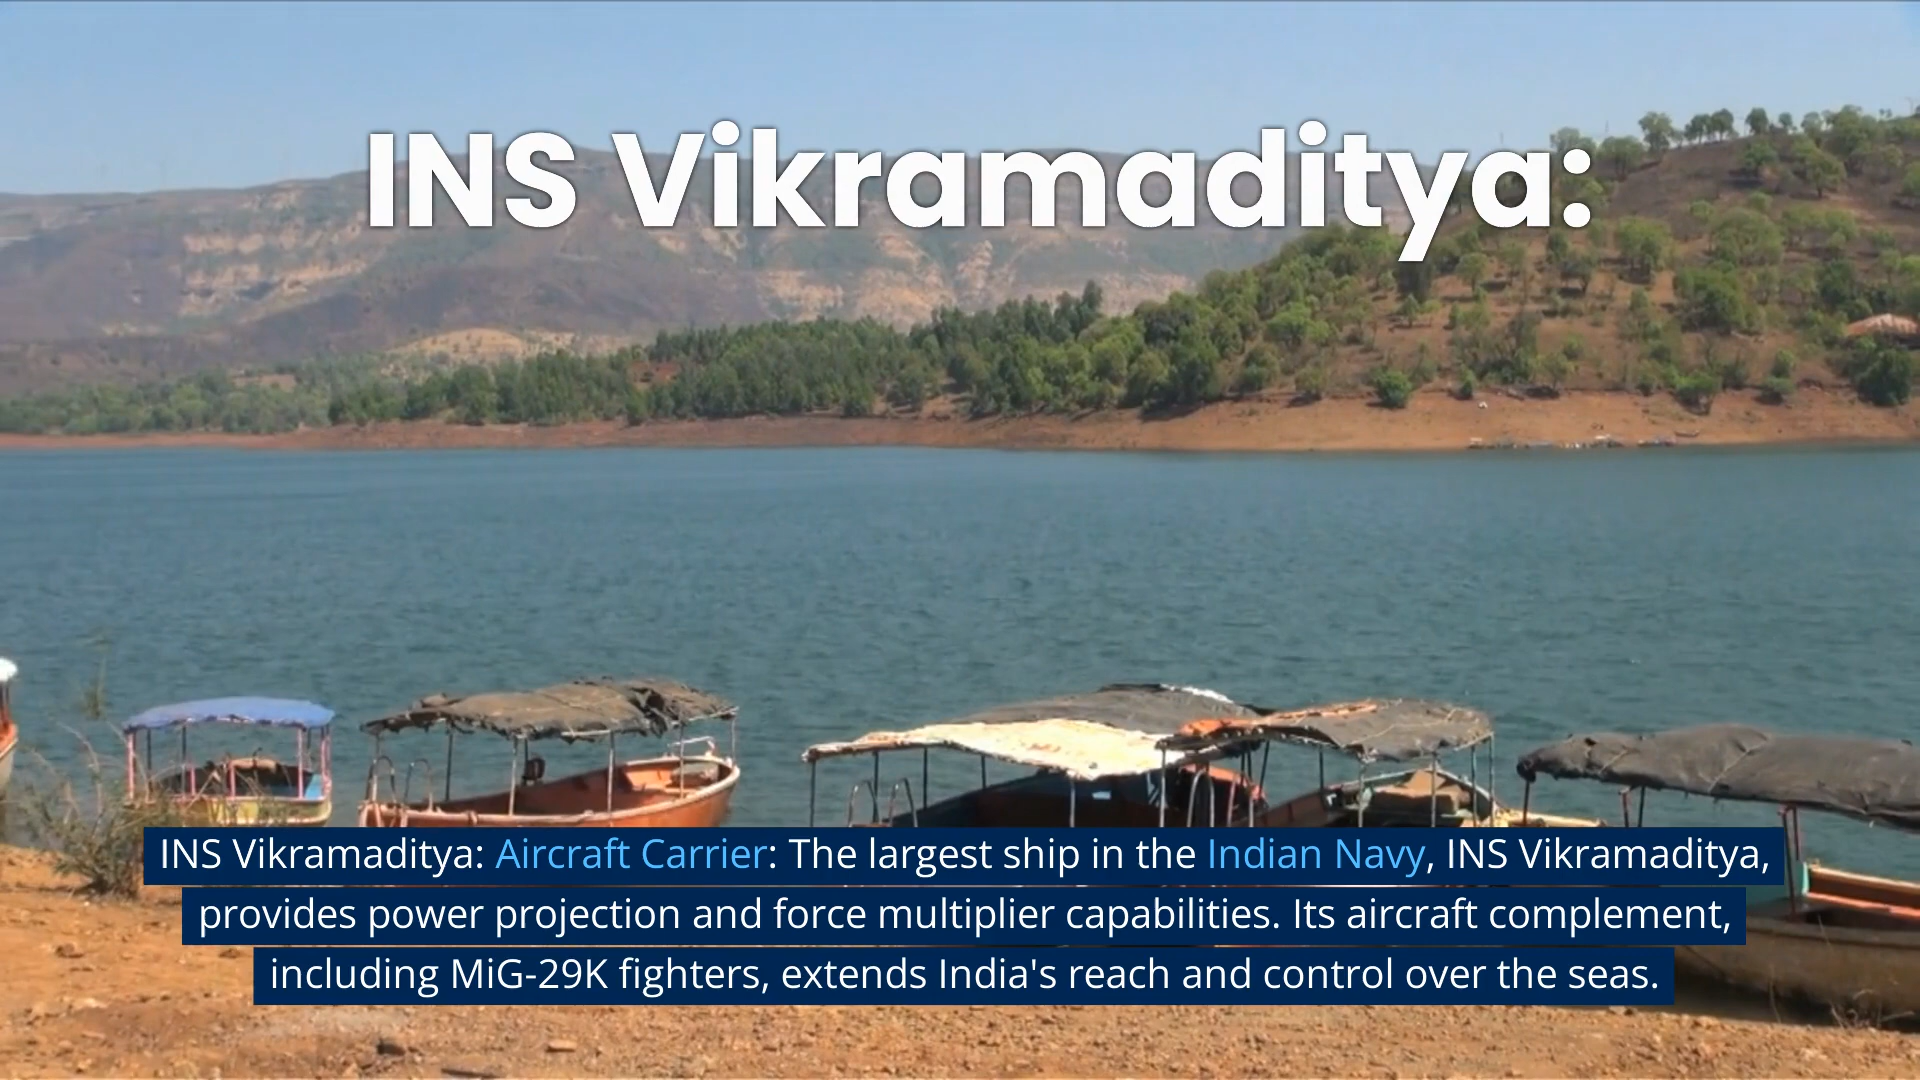 INS Vikramaditya:
INS Vikramaditya: Aircraft Carrier: The largest ship in the Indian Navy, INS Vikramaditya,
provides power projection and force multiplier capabilities. Its aircraft complement,
including MiG-29K fighters, extends India's reach and control over the seas.